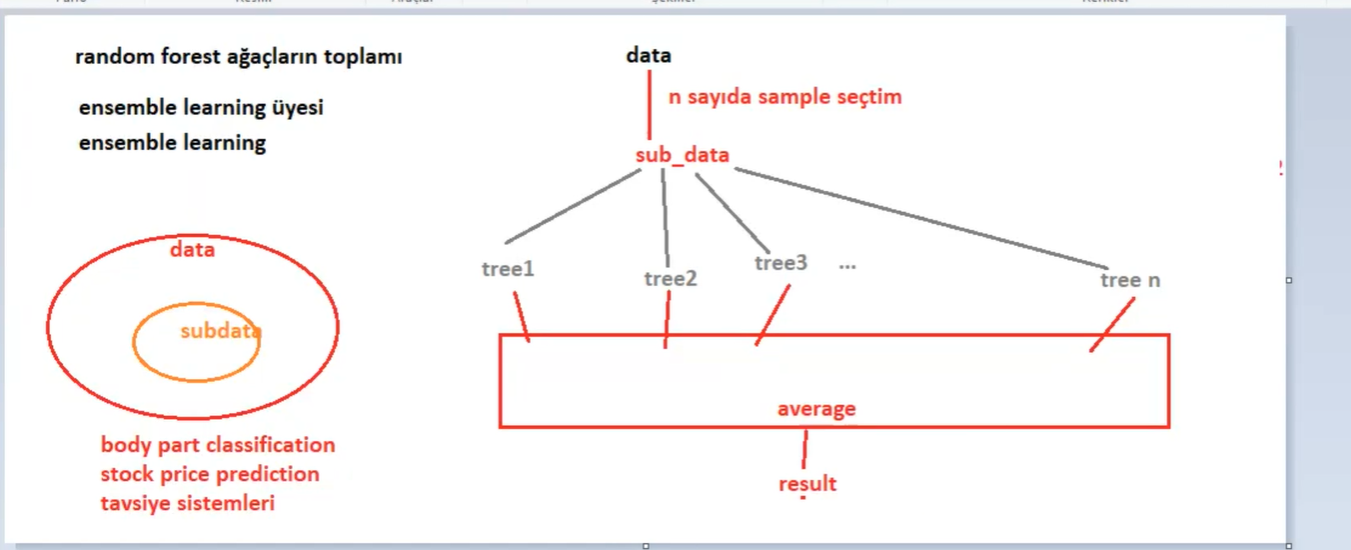 random forest ağaçların toplamı
ensemble learning üyesi
ensemble learning
data
subdata
body part classification
stock price prediction
tavsiye sistemleri
data
n sayıda sample seçtim
sub_data
tree1
tree2
tree3
...
tree n
average
result